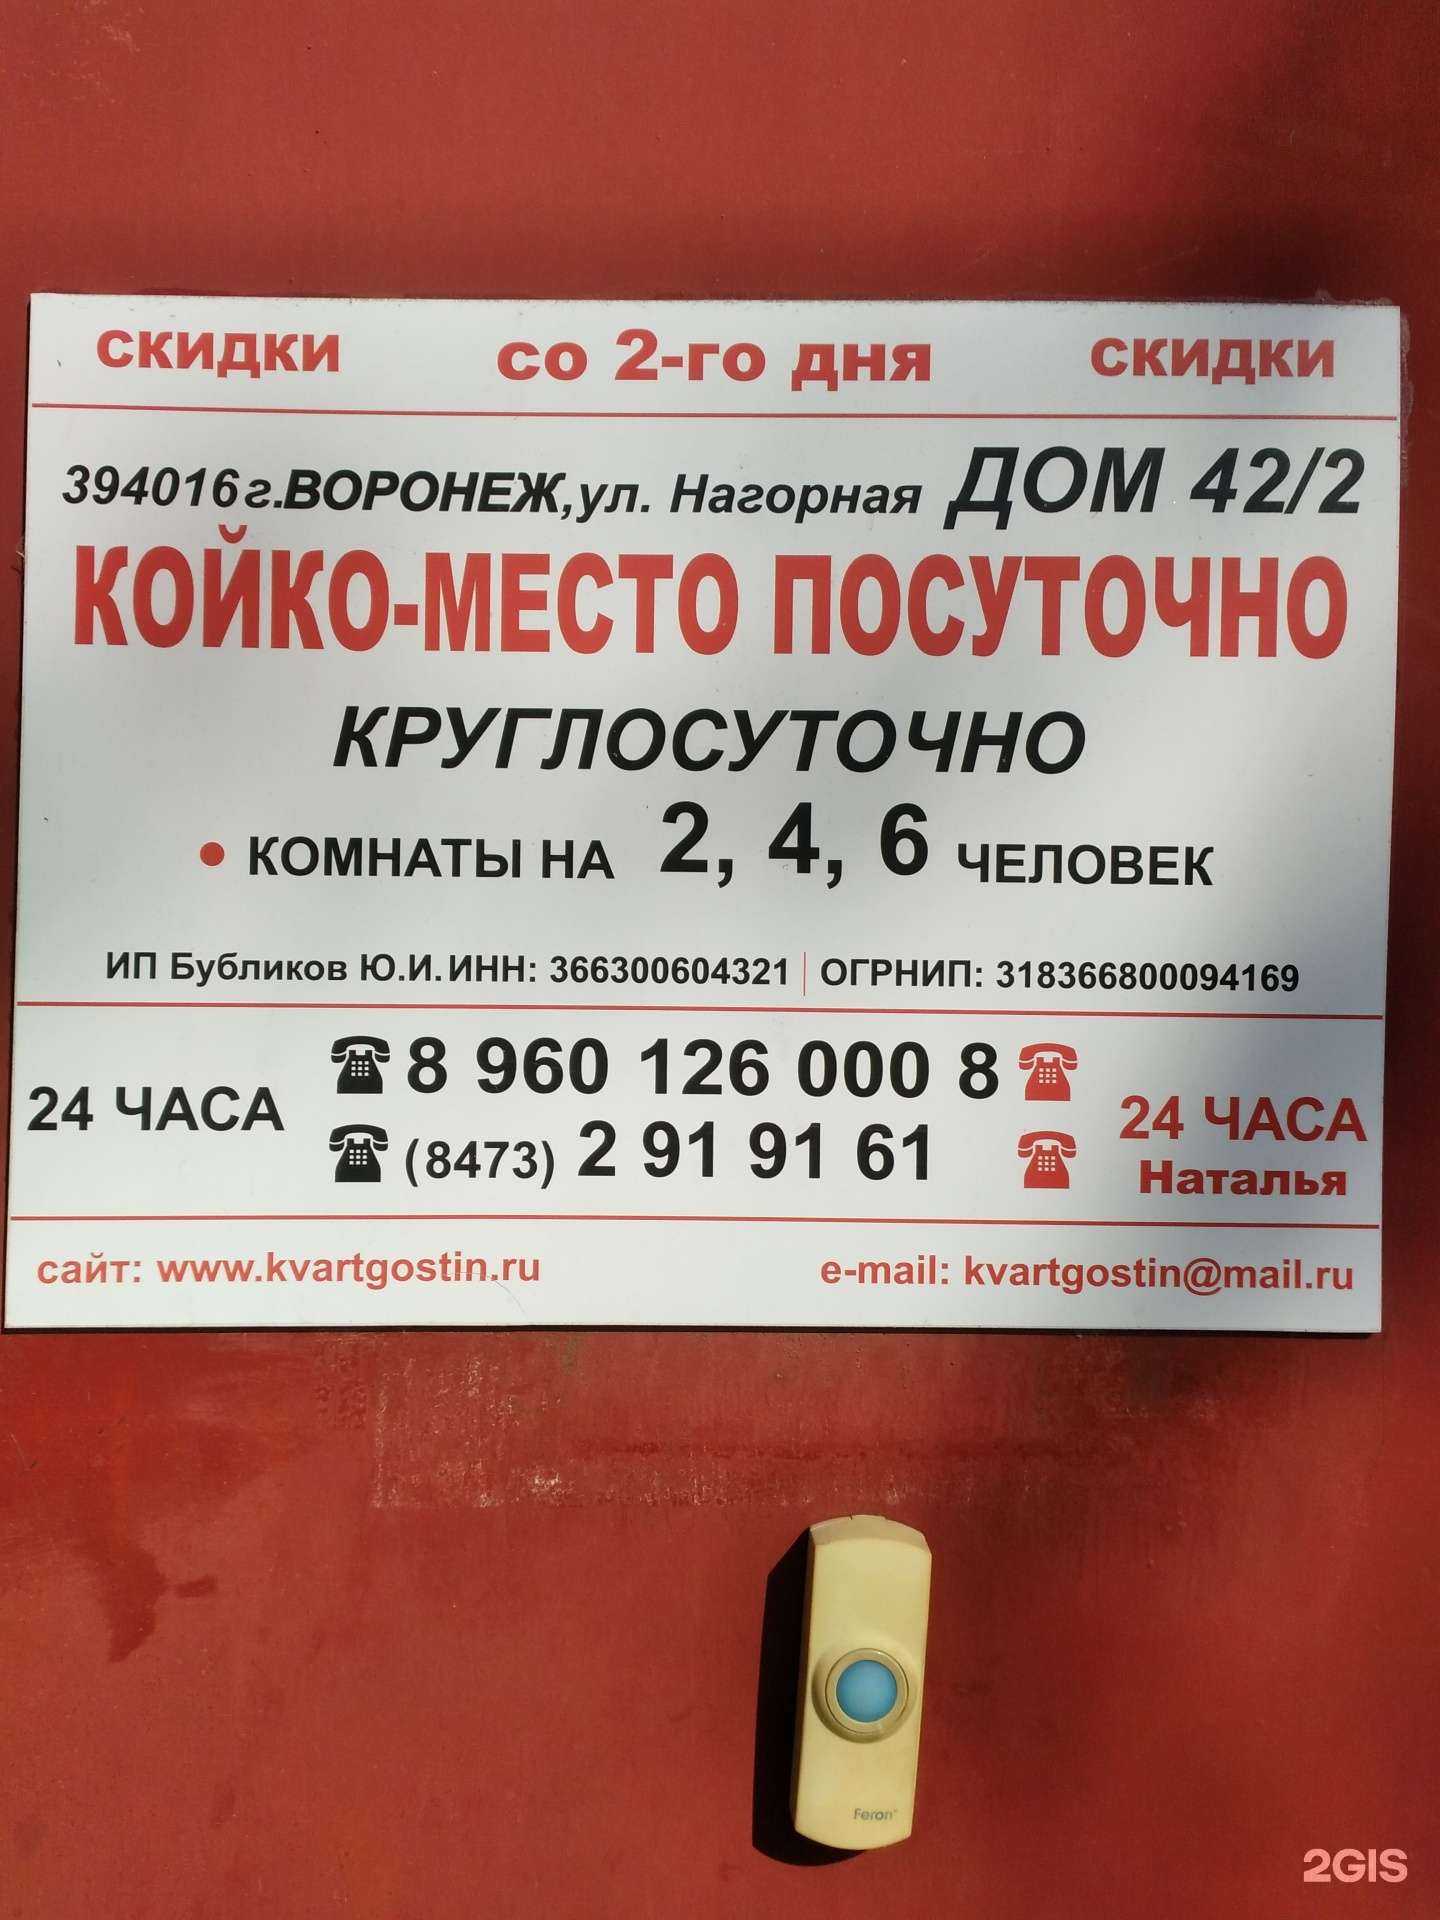 скидки со 2-го дня скидки
394016 г.ВОРОНЕЖ, ул. Нагорная ДОМ 42/2
КОЙКО-МЕСТО ПОСУТОЧНО
КРУГЛОСУТОЧНО
• КОМНАТЫ НА 2, 4, 6 ЧЕЛОВЕК
ИП Бубликов Ю.И. ИНН: 366300604321 | ОГРНИП: 318366800094169
24 ЧАСА ☎ 8 960 126 000 8 ☎ 24 ЧАСА
☎ (8473) 2 91 91 61 ☎ Наталья
сайт: www.kvartgostin.ru e-mail: kvartgostin@mail.ru
Feron
2GIS